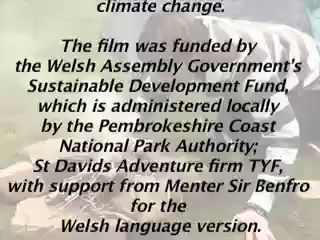 climate change.
The film was funded by
the Welsh Assembly Government's
Sustainable Development Fund,
which is administered locally
by the Pembrokeshire Coast
National Park Authority;
St Davids Adventure firm TYF,
with support from Menter Sir Benfro
for the
Welsh language version.